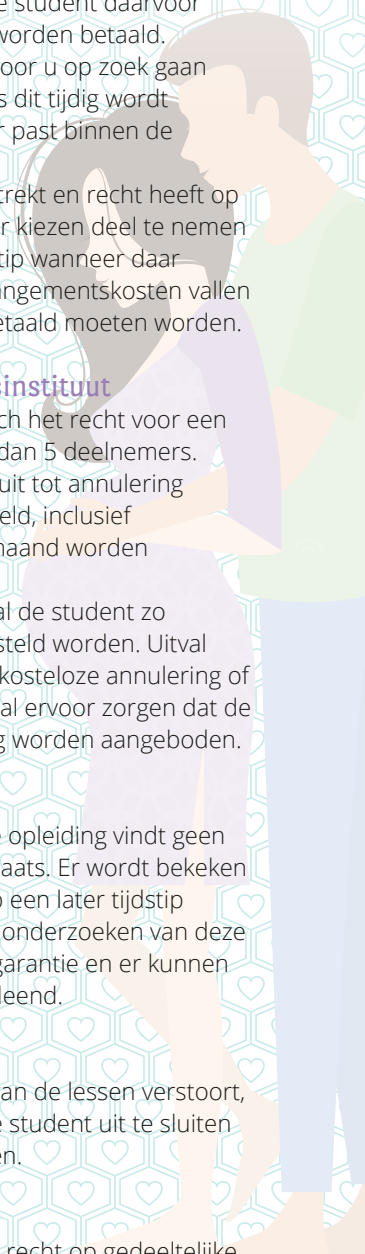 e student daarvoor
worden betaald.
oor u op zoek gaan
s dit tijdig wordt
r past binnen de
trekt en recht heeft op
r kiezen deel te nemen
tip wanneer daar
angementskosten vallen
etaald moeten worden.
sinstituut
ch het recht voor een
dan 5 deelnemers.
uit tot annulering
eld, inclusief
naand worden
al de student zo
steld worden. Uitval
kosteloze annulering of
al ervoor zorgen dat de
g worden aangeboden.
e opleiding vindt geen
aats. Er wordt bekeken
o een later tijdstip
onderzoeken van deze
garantie en er kunnen
leend.
an de lessen verstoort,
e student uit te sluiten
en.
recht op gedeeltelijke